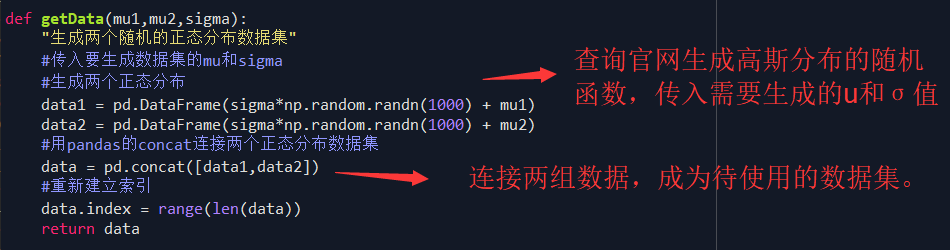 def getData(mu1,mu2,sigma):
"生成两个随机的正态分布数据集"
#传入要生成数据集的mu和sigma
#生成两个正态分布
data1 = pd.DataFrame(sigma*np.random.randn(1000) + mu1)
data2 = pd.DataFrame(sigma*np.random.randn(1000) + mu2)
#用pandas的concat连接两个正态分布数据集
data = pd.concat([data1,data2])
#重新建立索引
data.index = range(len(data))
return data
查询官网生成高斯分布的随机
函数，传入需要生成的u和σ值
连接两组数据，成为待使用的数据集。